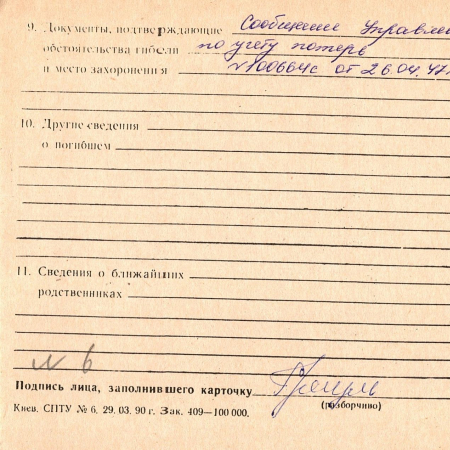 9. Документы, подтверждающие Сообщение Управлен
обстоятельства гибели по учету потерь
и место захоронения №100664с от 26.04.47
10. Другие сведения
о погибшем
11. Сведения о ближайших
родственниках
№ 6
Подпись лица, заполнившего карточку
(разборчиво)
Киев. СПТУ № 6. 29. 03. 90 г. Зак. 409—100 000.